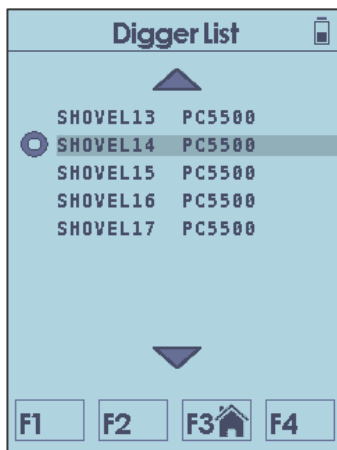 Digger List
SHOVEL13 PC5500
SHOVEL14 PC5500
SHOVEL15 PC5500
SHOVEL16 PC5500
SHOVEL17 PC5500
F1 F2 F3 F4